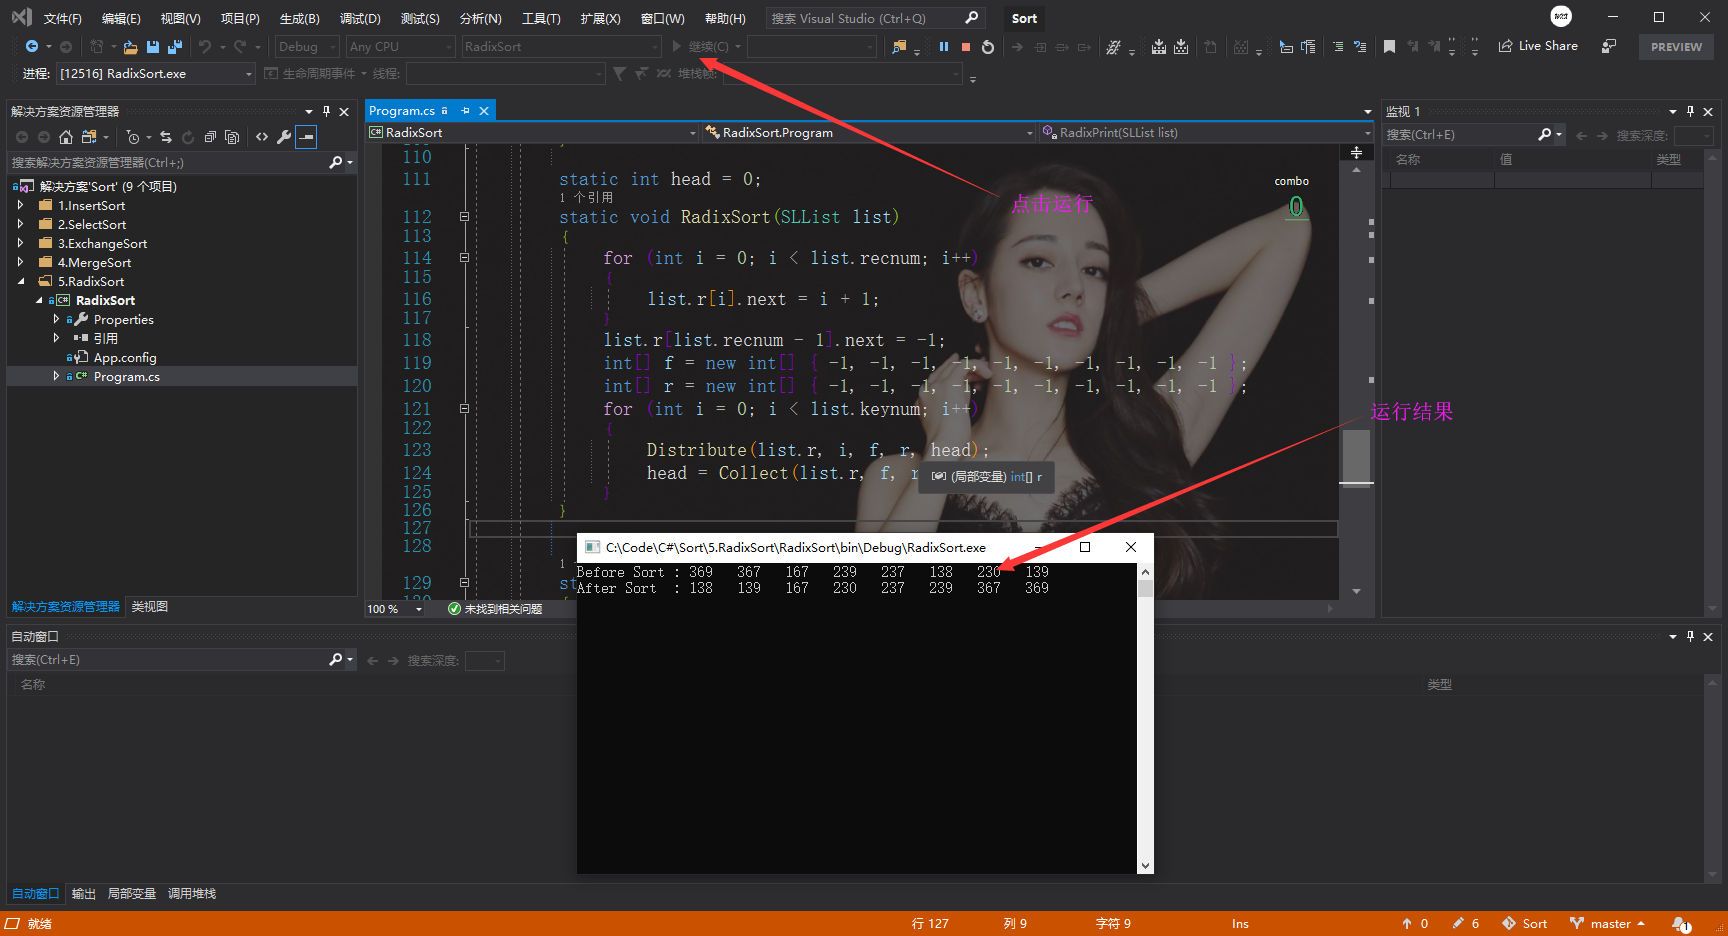 文件(F) 编辑(E) 视图(V) 项目(P) 生成(B) 调试(D) 测试(S) 分析(N) 工具(T) 扩展(X) 窗口(W) 帮助(H) 搜索 Visual Studio (Ctrl+Q) Sort
Debug Any CPU RadixSort 继续(C) Live Share PREVIEW
进程: [12516] RadixSort.exe 生命周期事件 线程: 堆栈帧:
解决方案资源管理器
搜索解决方案资源管理器(Ctrl+;)
解决方案'Sort' (9 个项目)
1.InsertSort
2.SelectSort
3.ExchangeSort
4.MergeSort
5.RadixSort
C# RadixSort
Properties
引用
App.config
C# Program.cs
解决方案资源管理器 类视图
Program.cs
C# RadixSort RadixSort.Program RadixPrint(SLList list)
110
111 static int head = 0;
1 个引用
112 static void RadixSort(SLList list)
113 {
114 for (int i = 0; i < list.recnum; i++)
115 {
116 list.r[i].next = i + 1;
117 }
118 list.r[list.recnum - 1].next = -1;
119 int[] f = new int[] { -1, -1, -1, -1, -1, -1, -1, -1, -1, -1 };
120 int[] r = new int[] { -1, -1, -1, -1, -1, -1, -1, -1, -1, -1 };
121 for (int i = 0; i < list.keynum; i++)
122 {
123 Distribute(list.r, i, f, r, head);
124 head = Collect(list.r, f, r
125 }
126 }
127
128
1
129 st
(局部变量) int[] r
combo
0
点击运行
运行结果
100 % 未找到相关问题
监视 1
搜索(Ctrl+E) 搜索深度:
名称 值 类型
C:\Code\C#\Sort\5.RadixSort\RadixSort\bin\Debug\RadixSort.exe
Before Sort : 369 367 167 239 237 138 230 139
After Sort : 138 139 167 230 237 239 367 369
自动窗口
搜索(Ctrl+E) 搜索深度:
名称 类型
自动窗口 输出 局部变量 调用堆栈
就绪 行 127 列 9 字符 9 Ins 0 6 Sort master 1